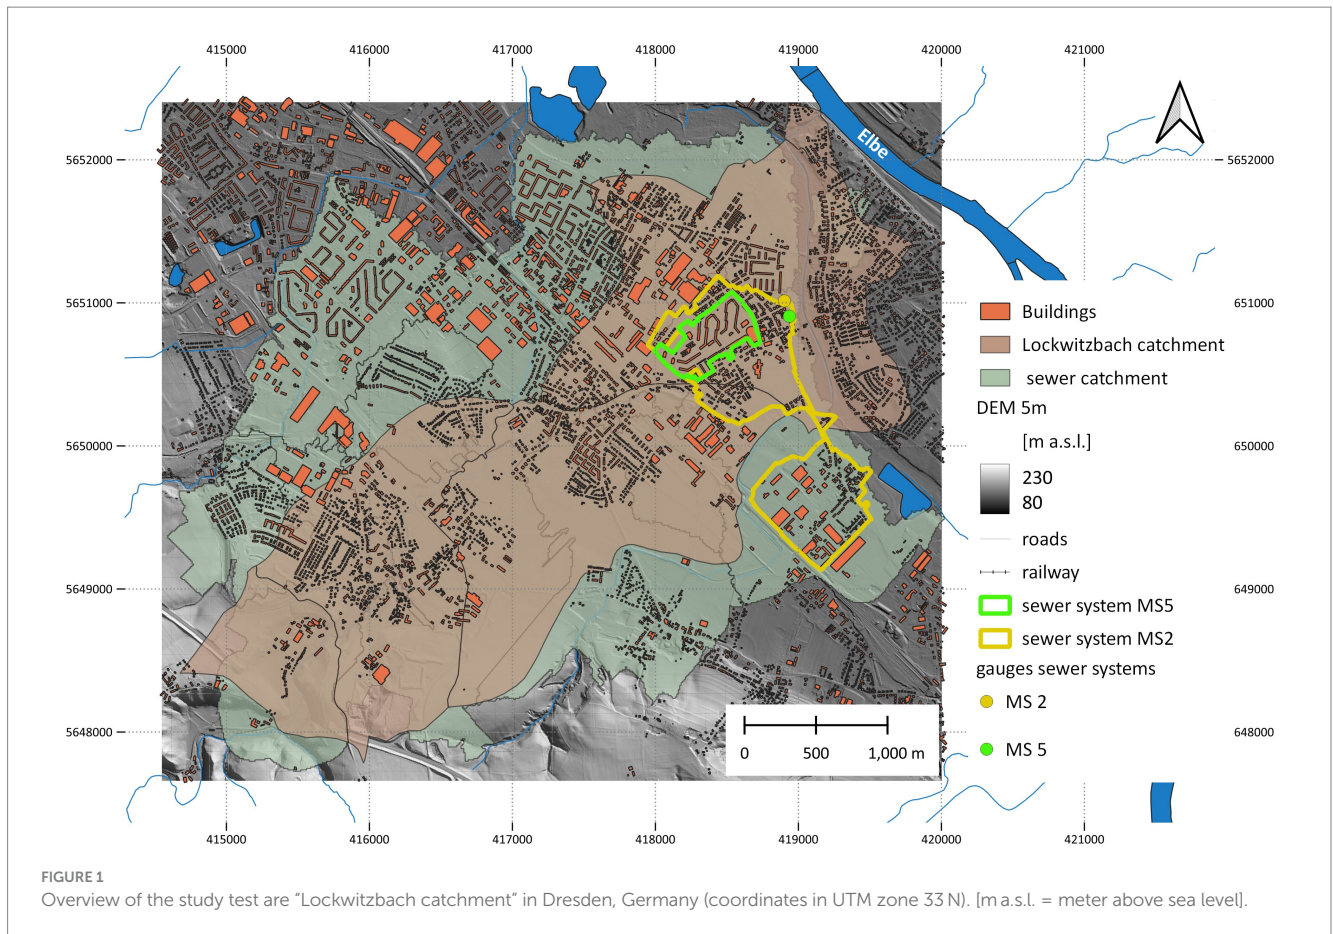 415000 416000 417000 418000 419000 420000 421000
Elbe
5652000 5652000
5651000 651000
Buildings
Lockwitzbach catchment
sewer catchment
DEM 5m
[m a.s.l.]
5650000 650000
230
80
roads
railway
5649000 649000
sewer system MS5
sewer system MS2
gauges sewer systems
MS 2
5648000 648000
MS 5
0 500 1,000 m
415000 416000 417000 418000 419000 420000 421000
FIGURE 1
Overview of the study test are “Lockwitzbach catchment” in Dresden, Germany (coordinates in UTM zone 33 N). [m a.s.l. = meter above sea level].